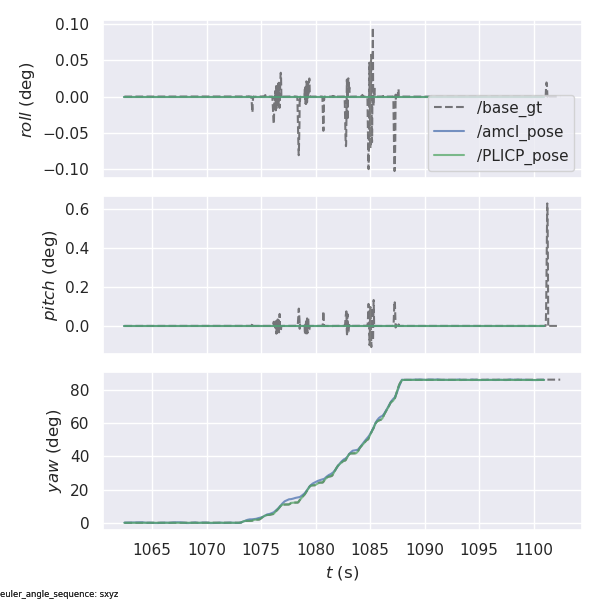 0.10
0.05
0.00
−0.05
−0.10
roll (deg)
/base_gt
/amcl_pose
/PLICP_pose
0.6
0.4
0.2
0.0
pitch (deg)
80
60
40
20
0
yaw (deg)
1065 1070 1075 1080 1085 1090 1095 1100
t (s)
euler_angle_sequence: sxyz